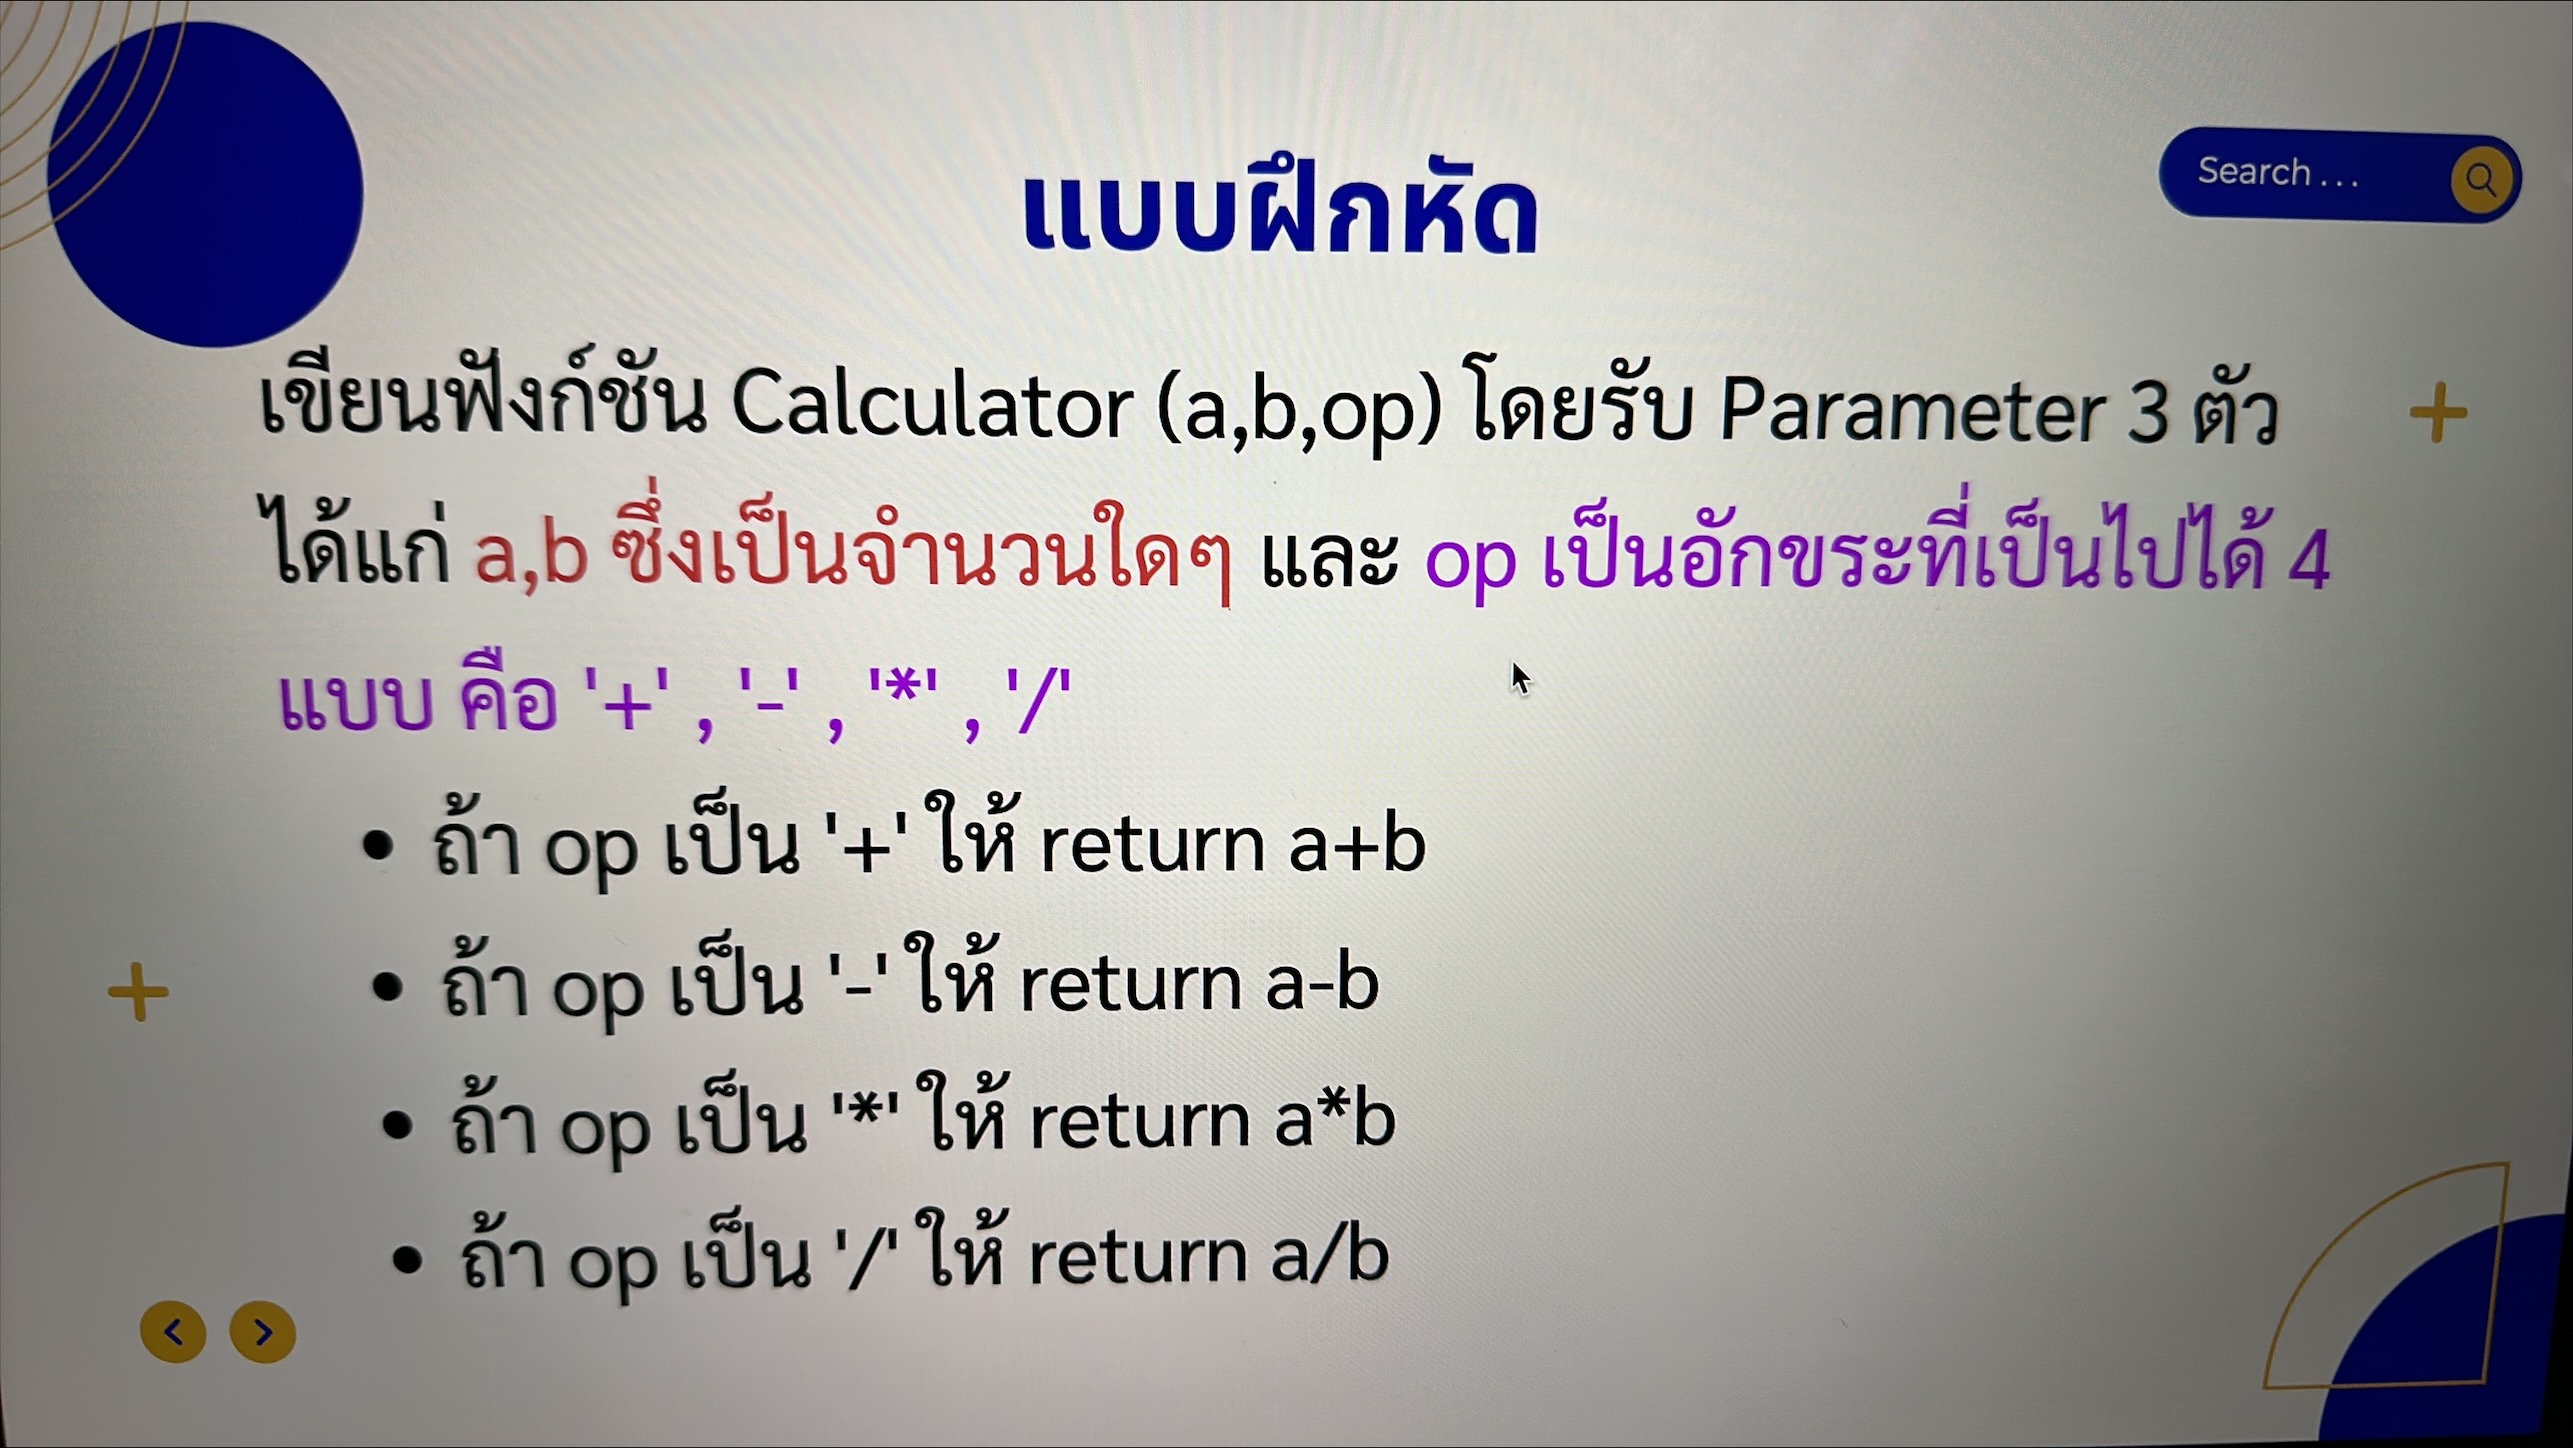 Search . . .
แบบฝึกหัด
เขียนฟังก์ชัน Calculator (a,b,op) โดยรับ Parameter 3 ตัว
ได้แก่ a,b ซึ่งเป็นจำนวนใดๆ และ op เป็นอักขระที่เป็นไปได้ 4
แบบ คือ '+' , '-' , '*' , '/'
• ถ้า op เป็น '+' ให้ return a+b
• ถ้า op เป็น '-' ให้ return a-b
• ถ้า op เป็น '*' ให้ return a*b
• ถ้า op เป็น '/' ให้ return a/b